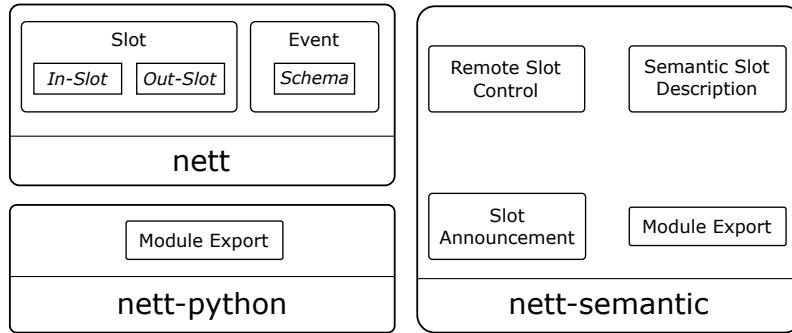 Slot
In-Slot
Out-Slot
Event
Schema
nett
Module Export
nett-python
Remote Slot
Control
Semantic Slot
Description
Slot
Announcement
Module Export
nett-semantic